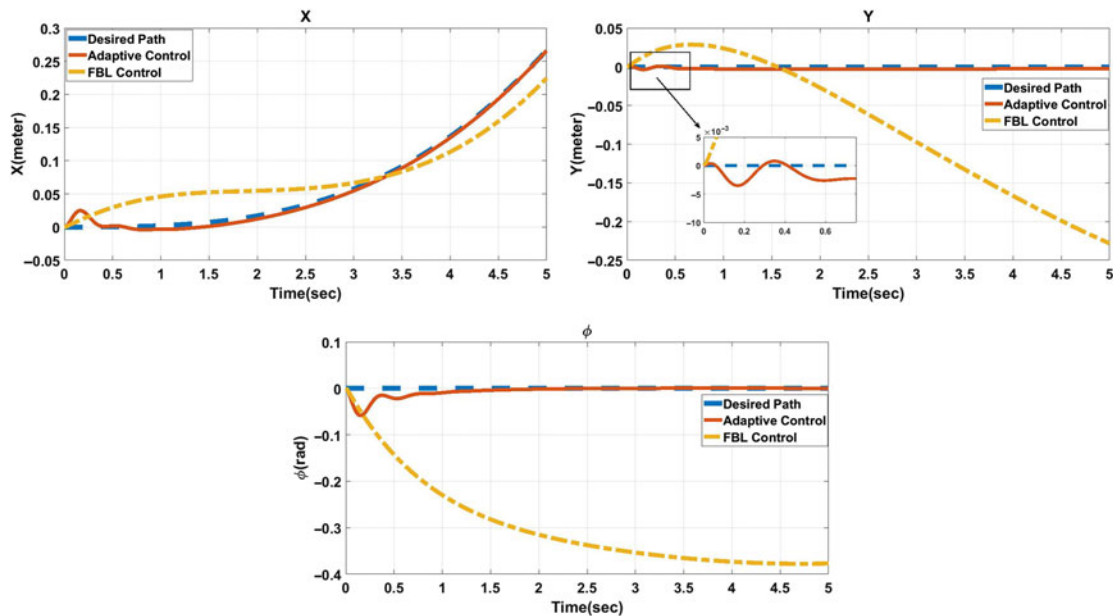 X
0.3
0.25
0.2
0.15
0.1
0.05
0
−0.05
X(meter)
Desired Path
Adaptive Control
FBL Control
0 0.5 1 1.5 2 2.5 3 3.5 4 4.5 5
Time(sec)
Y
0.05
0
−0.05
−0.1
−0.15
−0.2
−0.25
Y(meter)
Desired Path
Adaptive Control
FBL Control
×10⁻³
5
0
−5
−10
0 0.2 0.4 0.6
0 0.5 1 1.5 2 2.5 3 3.5 4 4.5 5
Time(sec)
ϕ
0.1
0
−0.1
−0.2
−0.3
−0.4
ϕ(rad)
Desired Path
Adaptive Control
FBL Control
0 0.5 1 1.5 2 2.5 3 3.5 4 4.5 5
Time(sec)